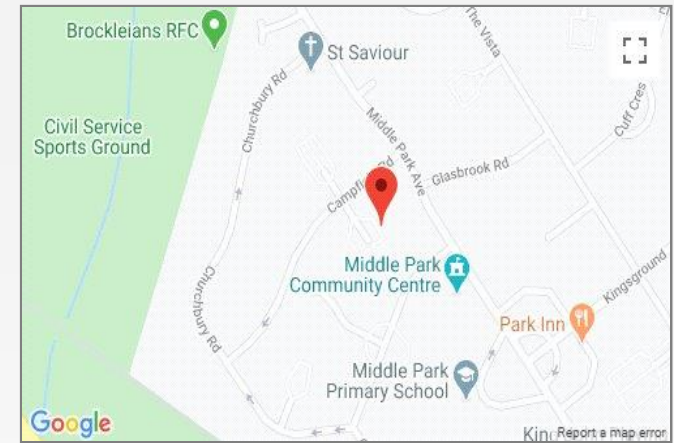 Brockleians RFC
St Saviour
The Vista
Churchbury Rd
Cuff Cres
Civil Service
Sports Ground
Middle Park Ave
Glasbrook Rd
Middle Park
Community Centre
Kingsground
Churchbury Rd
Park Inn
Middle Park
Primary School
Google
Report a map error